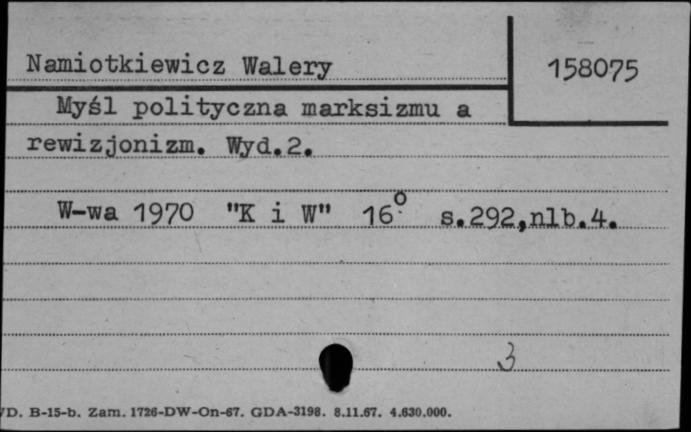 Namiotkiewicz Walery
158075
Myśl polityczna marksizmu a
rewizjonizm. Wyd.2.
W-wa 1970 "K i W" 16° s.292,nlb.4.
3
D. B-15-b. Zam. 1726-DW-On-67. GDA-3198. 8.11.67. 4.630.000.